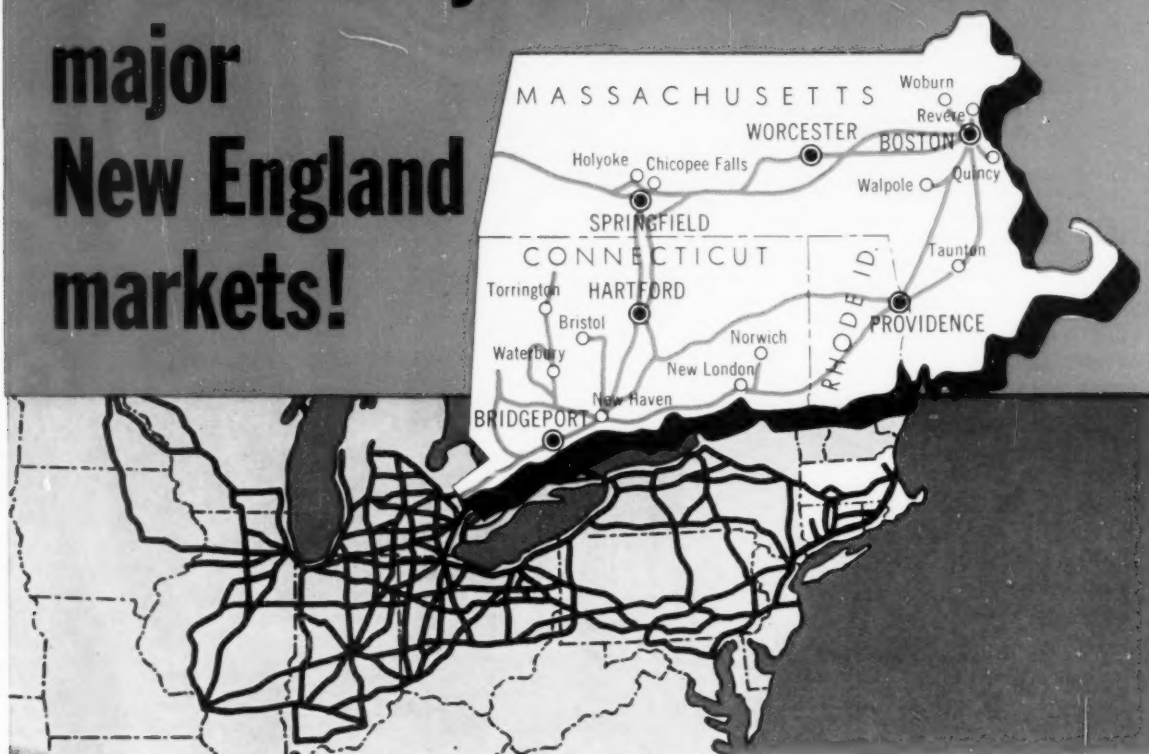 major
New England
markets!
MASSACHUSETTS
Woburn
Revere
WORCESTER
BOSTON
Holyoke
Chicopee Falls
Walpole
Quincy
SPRINGFIELD
CONNECTICUT
Taunton
Torrington
HARTFORD
RHODE ID.
Bristol
PROVIDENCE
Waterbury
Norwich
New London
New Haven
BRIDGEPORT